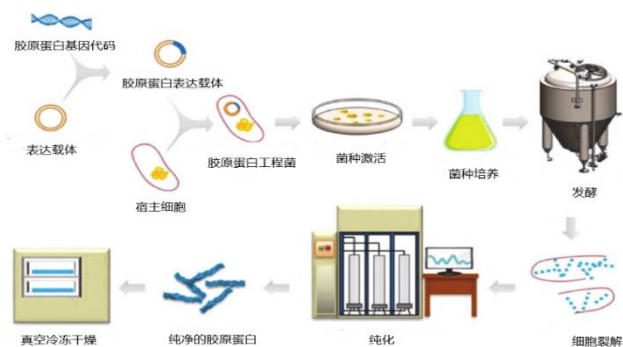 胶原蛋白基因代码
胶原蛋白表达载体
表达载体
宿主细胞
胶原蛋白工程菌
菌种激活
菌种培养
发酵
细胞裂解
纯化
纯净的胶原蛋白
真空冷冻干燥